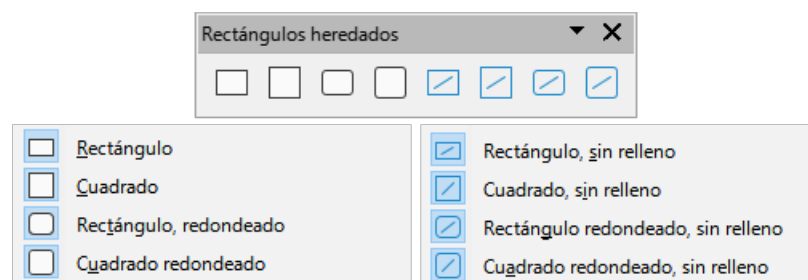 Rectángulos heredados
Rectángulo
Cuadrado
Rectángulo, redondeado
Cuadrado redondeado
Rectángulo, sin relleno
Cuadrado, sin relleno
Rectángulo redondeado, sin relleno
Cuadrado redondeado, sin relleno